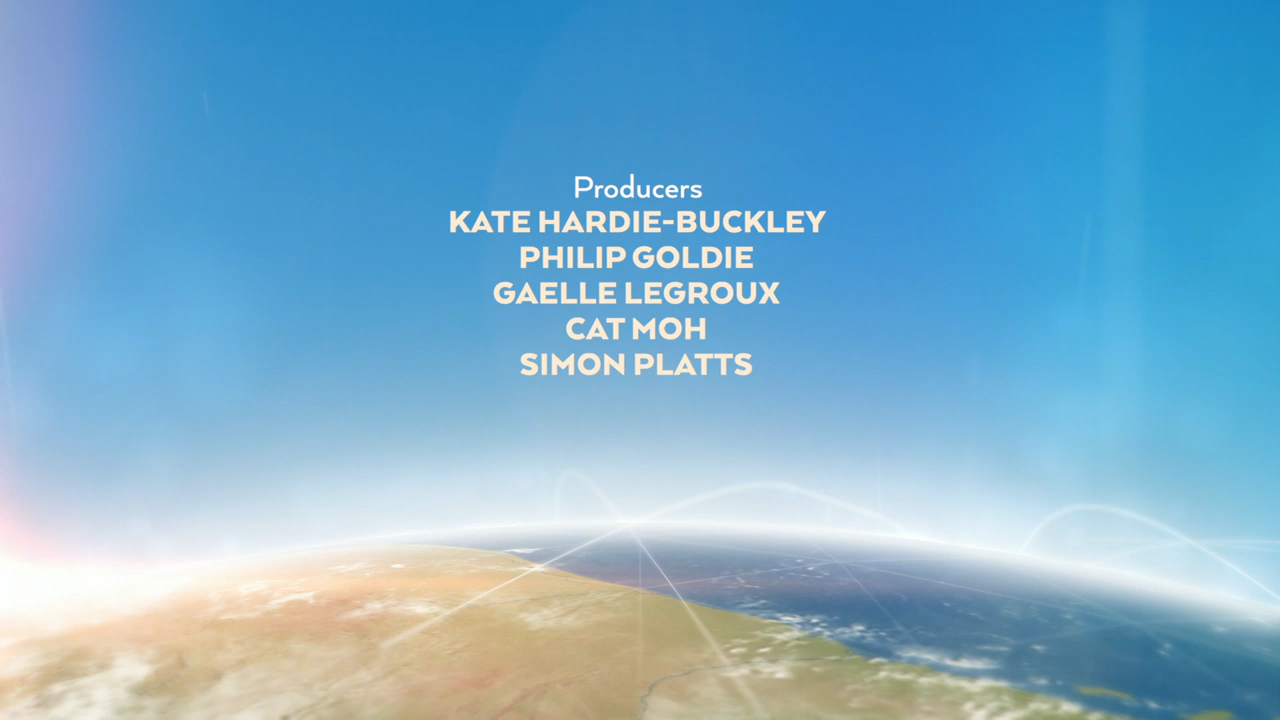 Producers
KATE HARDIE-BUCKLEY
PHILIP GOLDIE
GAELLE LEGROUX
CAT MOH
SIMON PLATTS